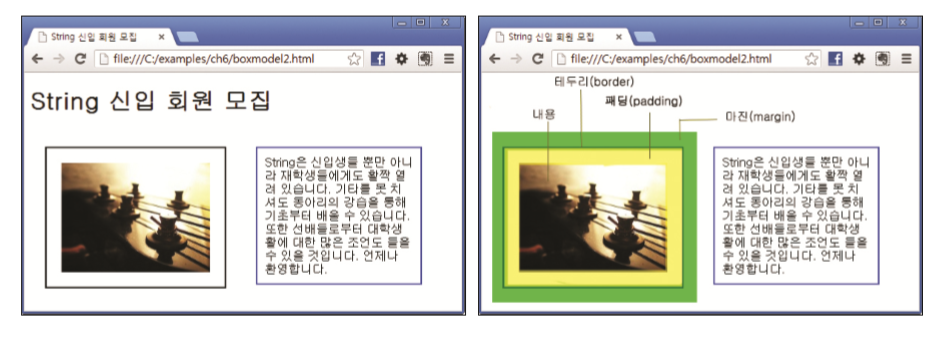 String 신입 회원 모집
file:///C:/examples/ch6/boxmodel2.html
String 신입 회원 모집
String은 신입생들 뿐만 아니
라 재학생들에게도 활짝 열
려 있습니다. 기타를 못 치
셔도 동아리의 강습을 통해
기초부터 배울 수 있습니다.
또한 선배들로부터 대학생
활에 대한 많은 조언도 들을
수 있을 것입니다. 언제나
환영합니다.
String 신입 회원 모집
file:///C:/examples/ch6/boxmodel2.html
테두리(border)
패딩(padding)
내용
마진(margin)
String은 신입생들 뿐만 아니
라 재학생들에게도 활짝 열
려 있습니다. 기타를 못 치
셔도 동아리의 강습을 통해
기초부터 배울 수 있습니다.
또한 선배들로부터 대학생
활에 대한 많은 조언도 들을
수 있을 것입니다. 언제나
환영합니다.